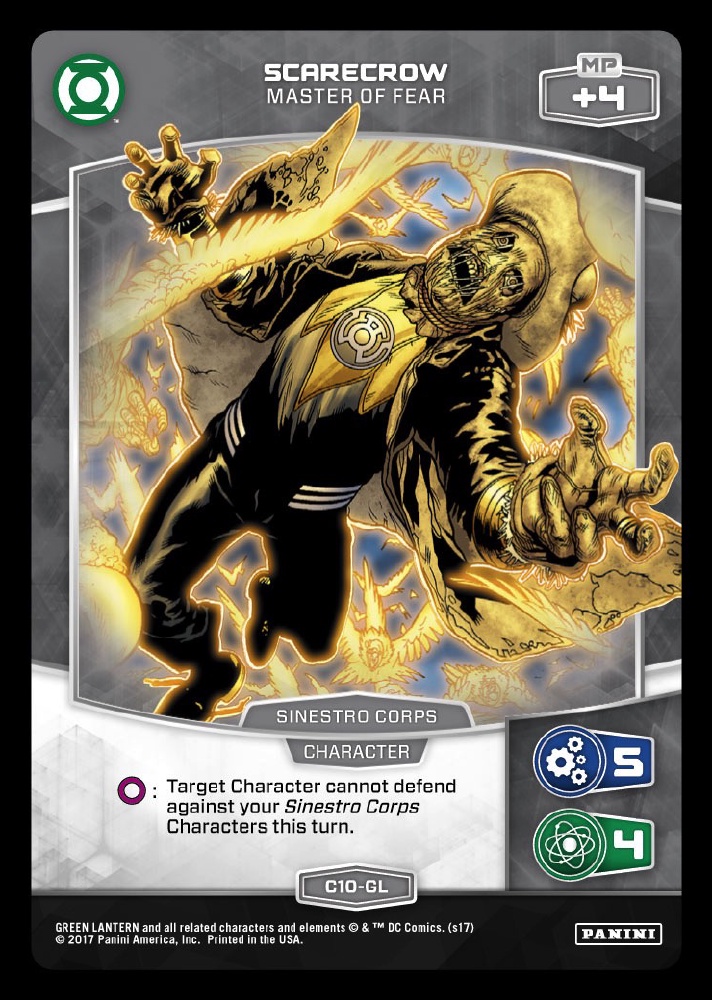 SCARECROW
MASTER OF FEAR
MP
+4
SINESTRO CORPS
CHARACTER
: Target Character cannot defend
against your Sinestro Corps
Characters this turn.
5
4
C10-GL
GREEN LANTERN and all related characters and elements © & ™ DC Comics. (s17)
© 2017 Panini America, Inc. Printed in the USA.
PANINI